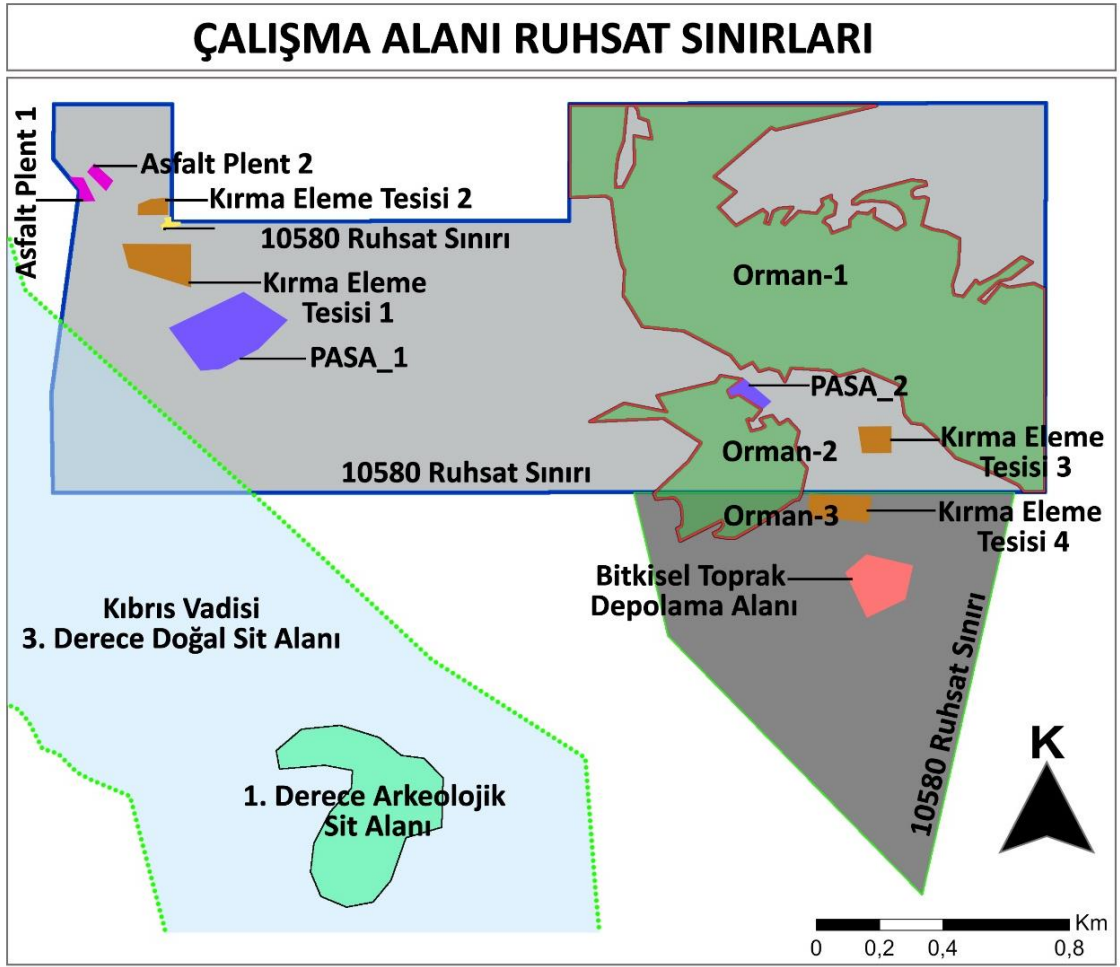 ÇALIŞMA ALANI RUHSAT SINIRLARI
Asfalt Plent 1
Asfalt Plent 2
Kırma Eleme Tesisi 2
10580 Ruhsat Sınırı
Kırma Eleme
Tesisi 1
PASA_1
Orman-1
PASA_2
Orman-2
Kırma Eleme
Tesisi 3
10580 Ruhsat Sınırı
Orman-3
Kırma Eleme
Tesisi 4
Bitkisel Toprak
Depolama Alanı
10580 Ruhsat Sınırı
Kıbrıs Vadisi
3. Derece Doğal Sit Alanı
1. Derece Arkeolojik
Sit Alanı
K
Km
0 0,2 0,4 0,8